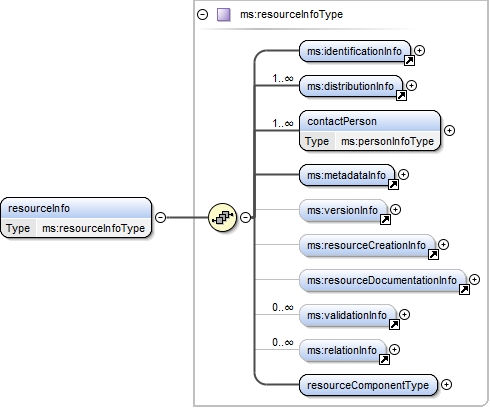 ms:resourceInfoType
ms:identificationInfo
1..∞ ms:distributionInfo
1..∞ contactPerson
Type ms:personInfoType
ms:metadataInfo
resourceInfo
Type ms:resourceInfoType
ms:versionInfo
ms:resourceCreationInfo
ms:resourceDocumentationInfo
0..∞ ms:validationInfo
0..∞ ms:relationInfo
resourceComponentType